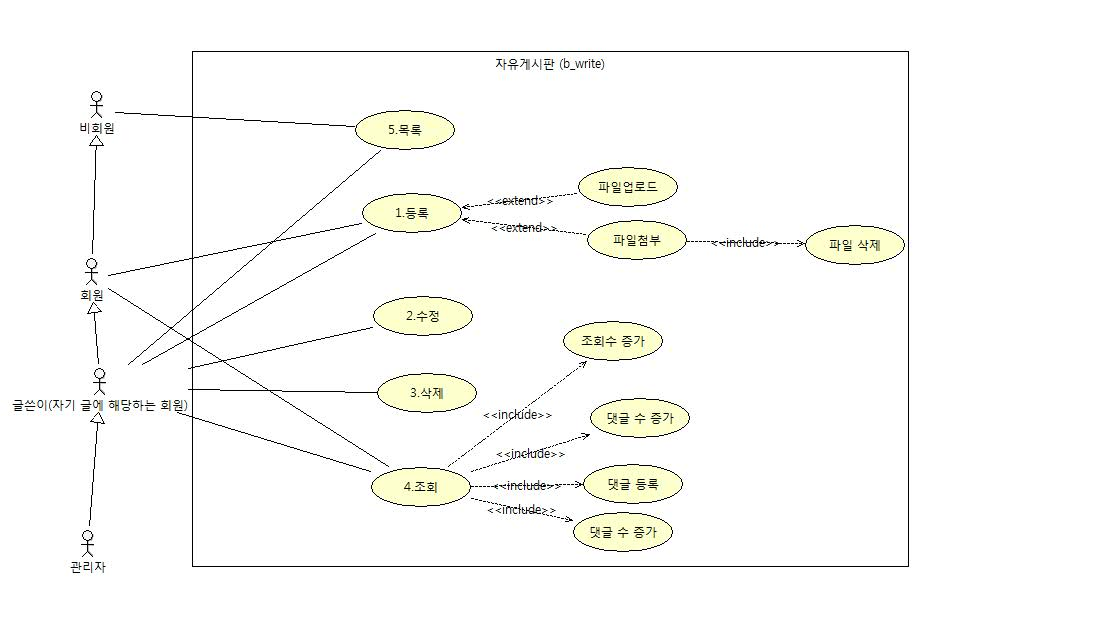 자유게시판 (b_write)
비회원
5.목록
파일업로드
<<extend>>
1.등록
<<extend>>
파일첨부
<<include>>
파일 삭제
회원
2.수정
조회수 증가
글쓴이(자기 글에 해당하는 회원)
3.삭제
<<include>>
댓글 수 증가
<<include>>
4.조회
<<include>>
댓글 등록
<<include>>
댓글 수 증가
관리자